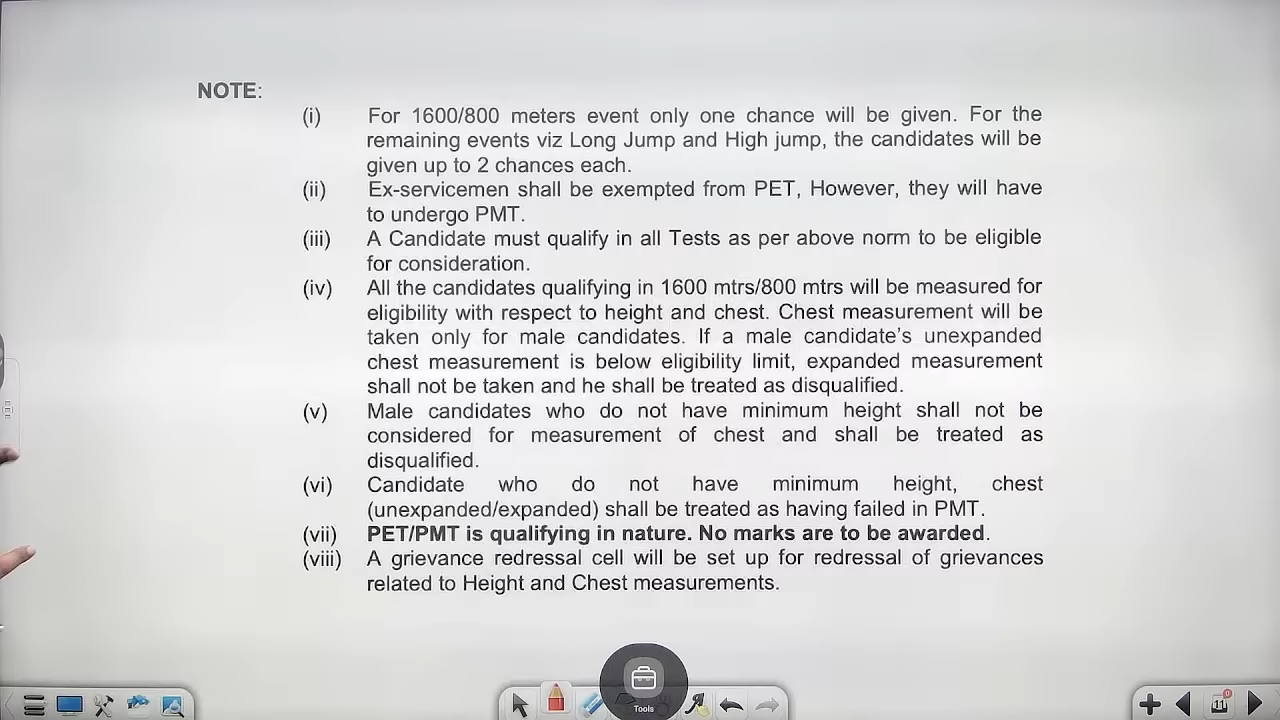 NOTE:
(i) For 1600/800 meters event only one chance will be given. For the
remaining events viz Long Jump and High jump, the candidates will be
given up to 2 chances each.
(ii) Ex-servicemen shall be exempted from PET, However, they will have
to undergo PMT.
(iii) A Candidate must qualify in all Tests as per above norm to be eligible
for consideration.
(iv) All the candidates qualifying in 1600 mtrs/800 mtrs will be measured for
eligibility with respect to height and chest. Chest measurement will be
taken only for male candidates. If a male candidate's unexpanded
chest measurement is below eligibility limit, expanded measurement
shall not be taken and he shall be treated as disqualified.
(v) Male candidates who do not have minimum height shall not be
considered for measurement of chest and shall be treated as
disqualified.
(vi) Candidate who do not have minimum height, chest
(unexpanded/expanded) shall be treated as having failed in PMT.
(vii) PET/PMT is qualifying in nature. No marks are to be awarded.
(viii) A grievance redressal cell will be set up for redressal of grievances
related to Height and Chest measurements.
Tools
11
0